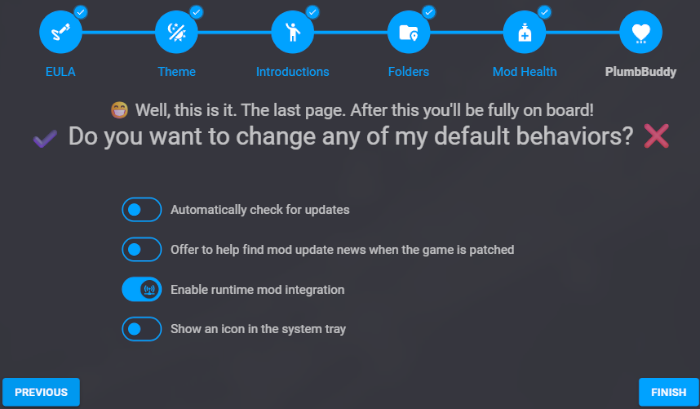 EULA
Theme
Introductions
Folders
Mod Health
PlumbBuddy
Well, this is it. The last page. After this you'll be fully on board!
Do you want to change any of my default behaviors?
Automatically check for updates
Offer to help find mod update news when the game is patched
Enable runtime mod integration
Show an icon in the system tray
PREVIOUS
FINISH